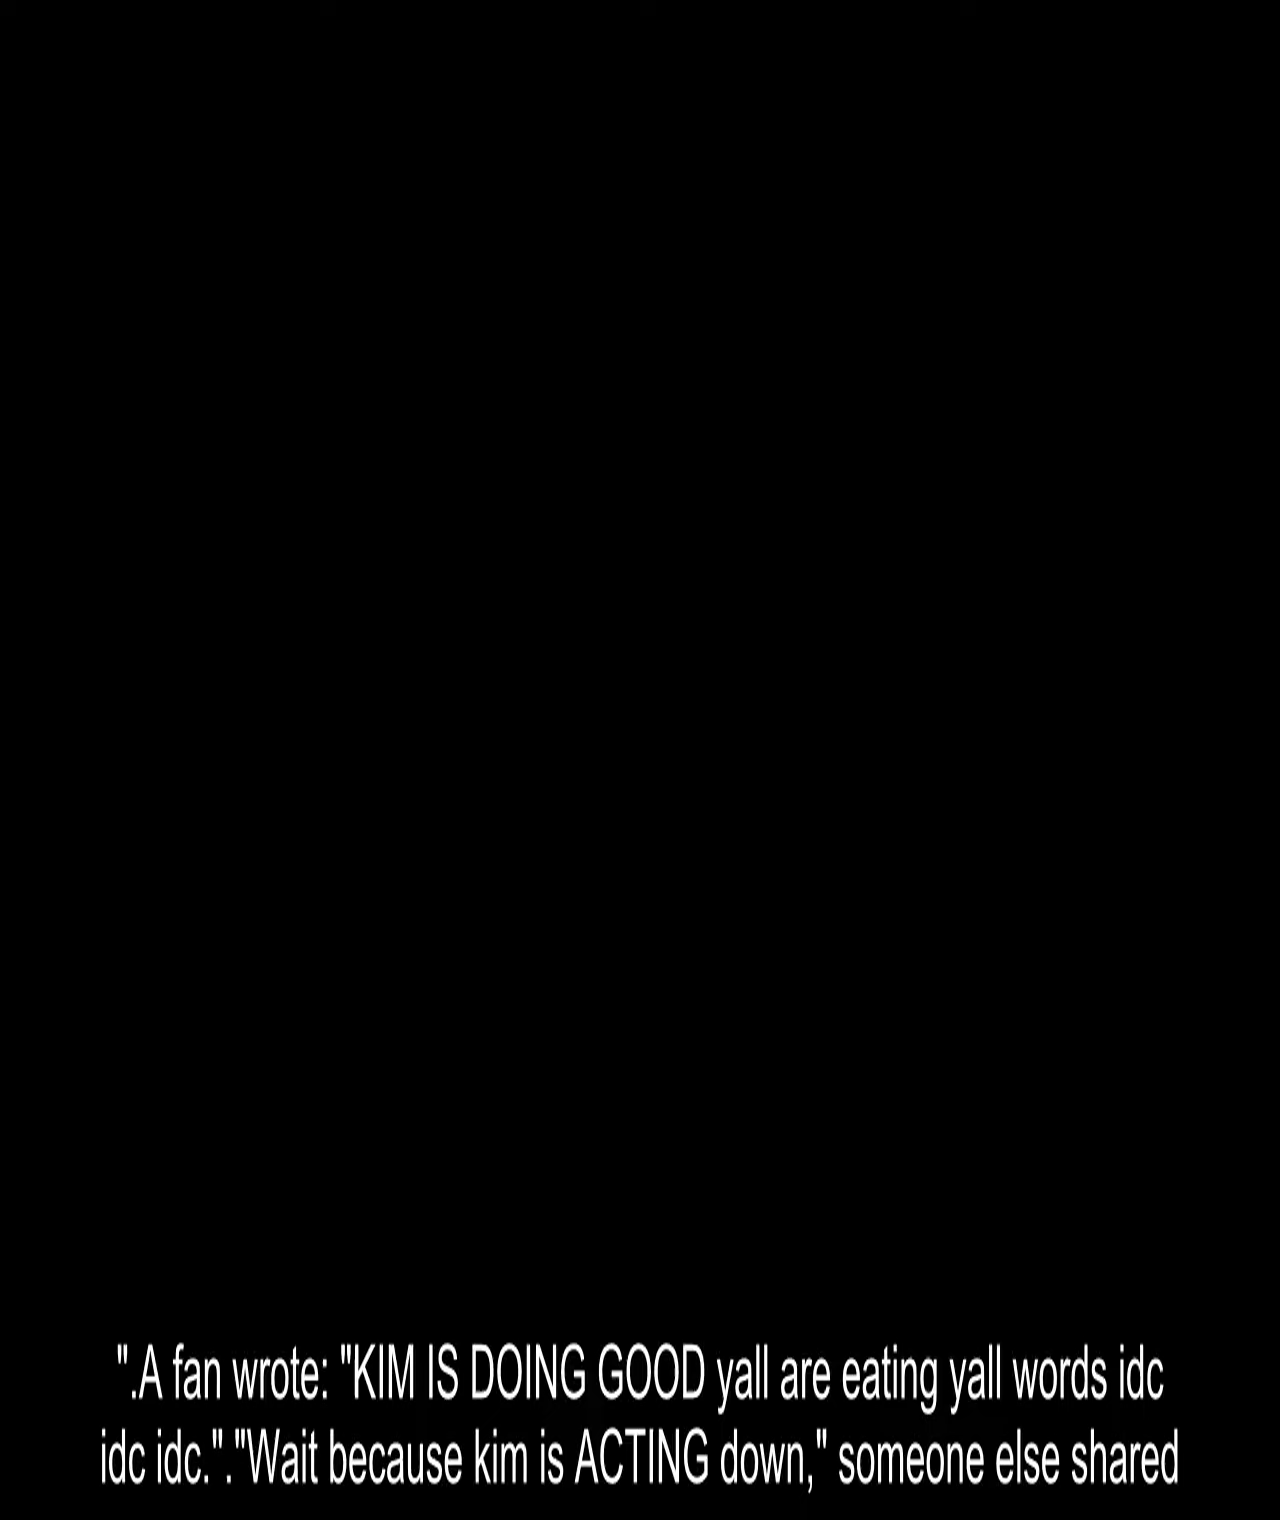 ".A fan wrote: "KIM IS DOING GOOD yall are eating yall words idc
idc idc."."Wait because kim is ACTING down," someone else shared